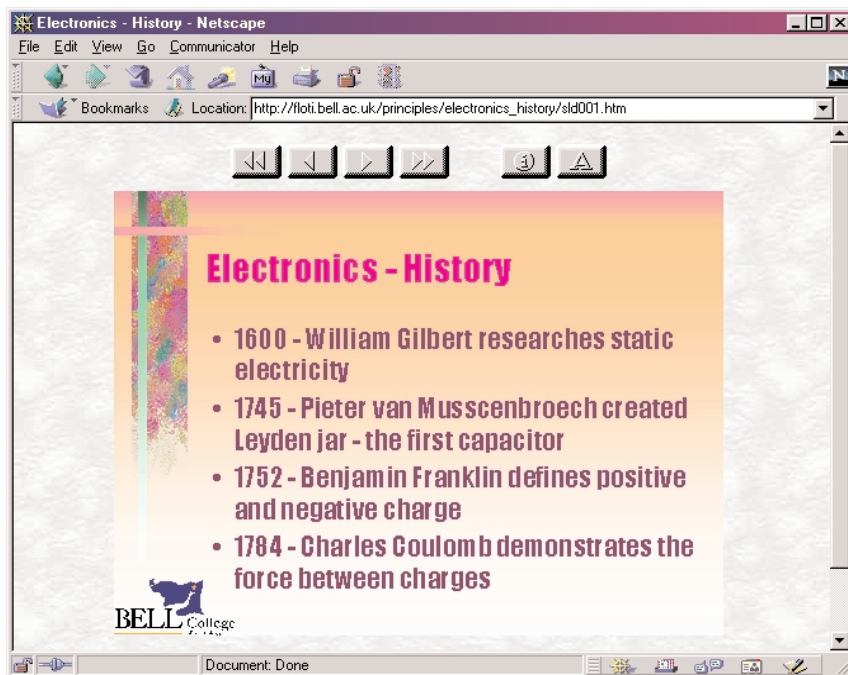 Electronics - History - Netscape
File Edit View Go Communicator Help
My N
Bookmarks Location: http://floti.bell.ac.uk/principles/electronics_history/sld001.htm
A
Electronics - History
• 1600 - William Gilbert researches static
electricity
• 1745 - Pieter van Musscenbroech created
Leyden jar - the first capacitor
• 1752 - Benjamin Franklin defines positive
and negative charge
• 1784 - Charles Coulomb demonstrates the
force between charges
BELL College
Document: Done